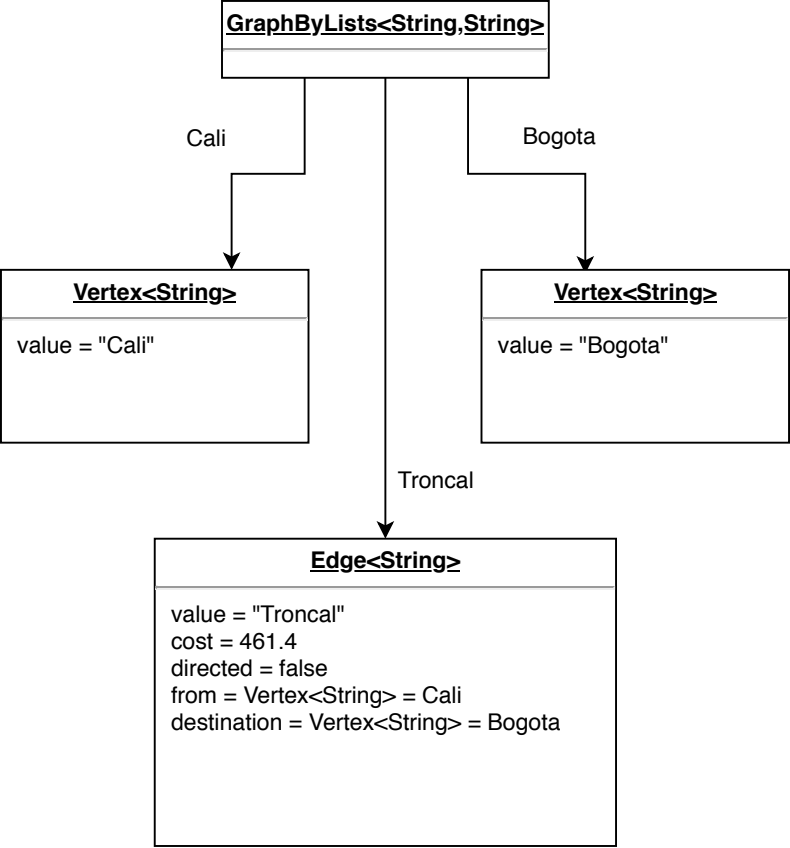 GraphByLists<String,String>
Cali
Bogota
Vertex<String>
value = "Cali"
Vertex<String>
value = "Bogota"
Troncal
Edge<String>
value = "Troncal"
cost = 461.4
directed = false
from = Vertex<String> = Cali
destination = Vertex<String> = Bogota